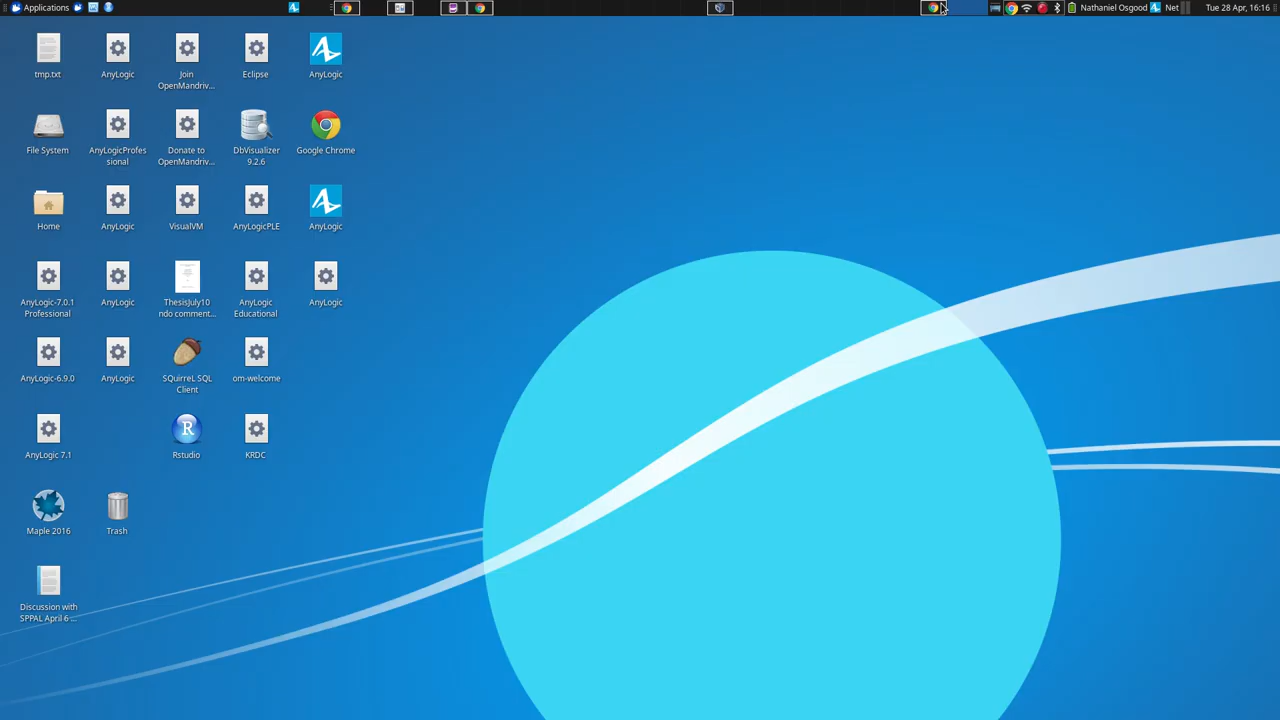 Applications
Nathaniel Osgood
Net
Tue 28 Apr, 16:16
tmp.txt
AnyLogic
Join
OpenMandriv...
Eclipse
AnyLogic
File System
AnyLogicProfes
sional
Donate to
OpenMandriv...
DbVisualizer
9.2.6
Google Chrome
Home
AnyLogic
VisualVM
AnyLogicPLE
AnyLogic
AnyLogic-7.0.1
Professional
AnyLogic
ThesisJuly10
ndo comment...
AnyLogic
Educational
AnyLogic
AnyLogic-6.9.0
AnyLogic
SQuirreL SQL
Client
om-welcome
AnyLogic 7.1
R
Rstudio
KRDC
Maple 2016
Trash
Discussion with
SPPAL April 6 ...